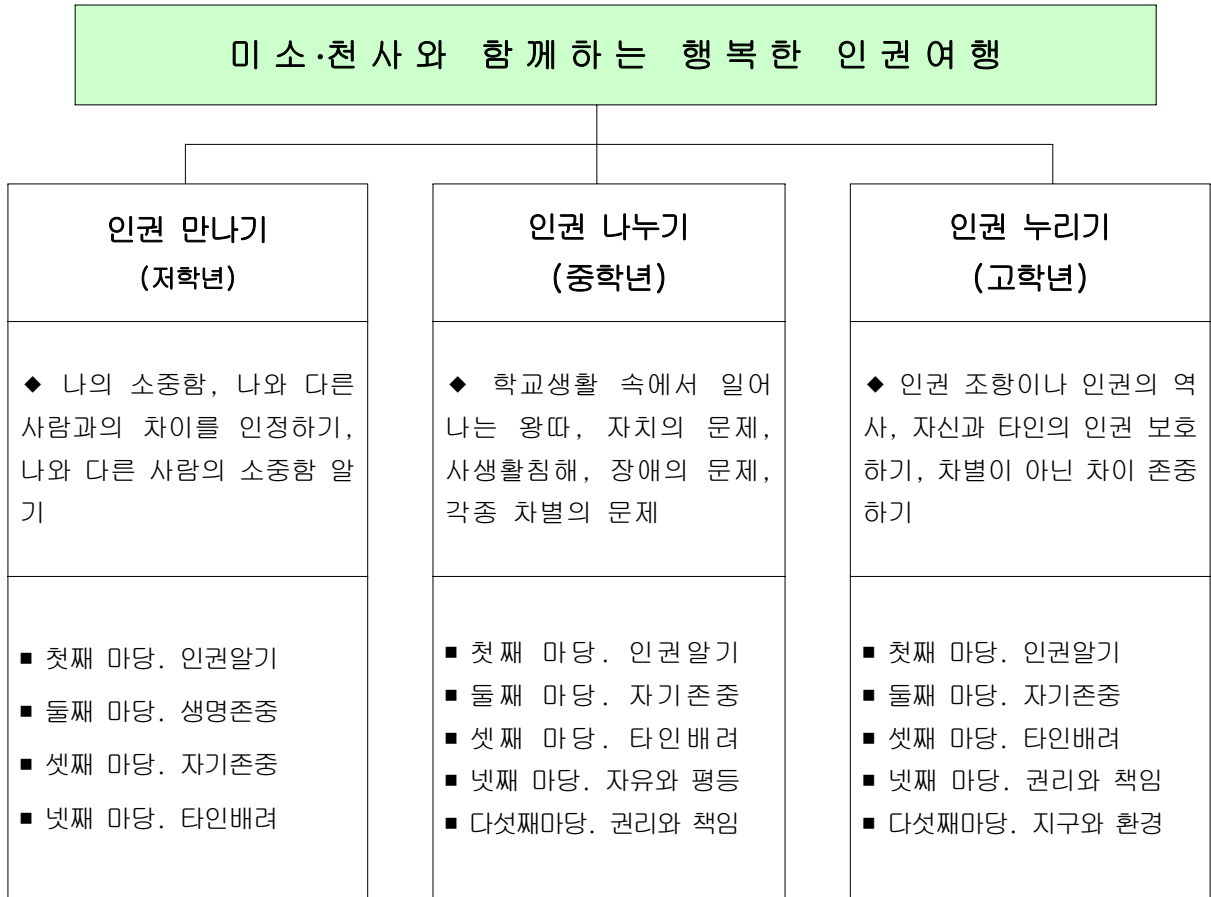 미소·천사와 함께하는 행복한 인권여행
인권 만나기
(저학년)
◆ 나의 소중함, 나와 다른
사람과의 차이를 인정하기,
나와 다른 사람의 소중함 알
기
■ 첫째 마당. 인권알기
■ 둘째 마당. 생명존중
■ 셋째 마당. 자기존중
■ 넷째 마당. 타인배려
인권 나누기
(중학년)
◆ 학교생활 속에서 일어
나는 왕따, 자치의 문제,
사생활침해, 장애의 문제,
각종 차별의 문제
■ 첫째 마당. 인권알기
■ 둘째 마당. 자기존중
■ 셋째 마당. 타인배려
■ 넷째 마당. 자유와 평등
■ 다섯째마당. 권리와 책임
인권 누리기
(고학년)
◆ 인권 조항이나 인권의 역
사, 자신과 타인의 인권 보호
하기, 차별이 아닌 차이 존중
하기
■ 첫째 마당. 인권알기
■ 둘째 마당. 자기존중
■ 셋째 마당. 타인배려
■ 넷째 마당. 권리와 책임
■ 다섯째마당. 지구와 환경